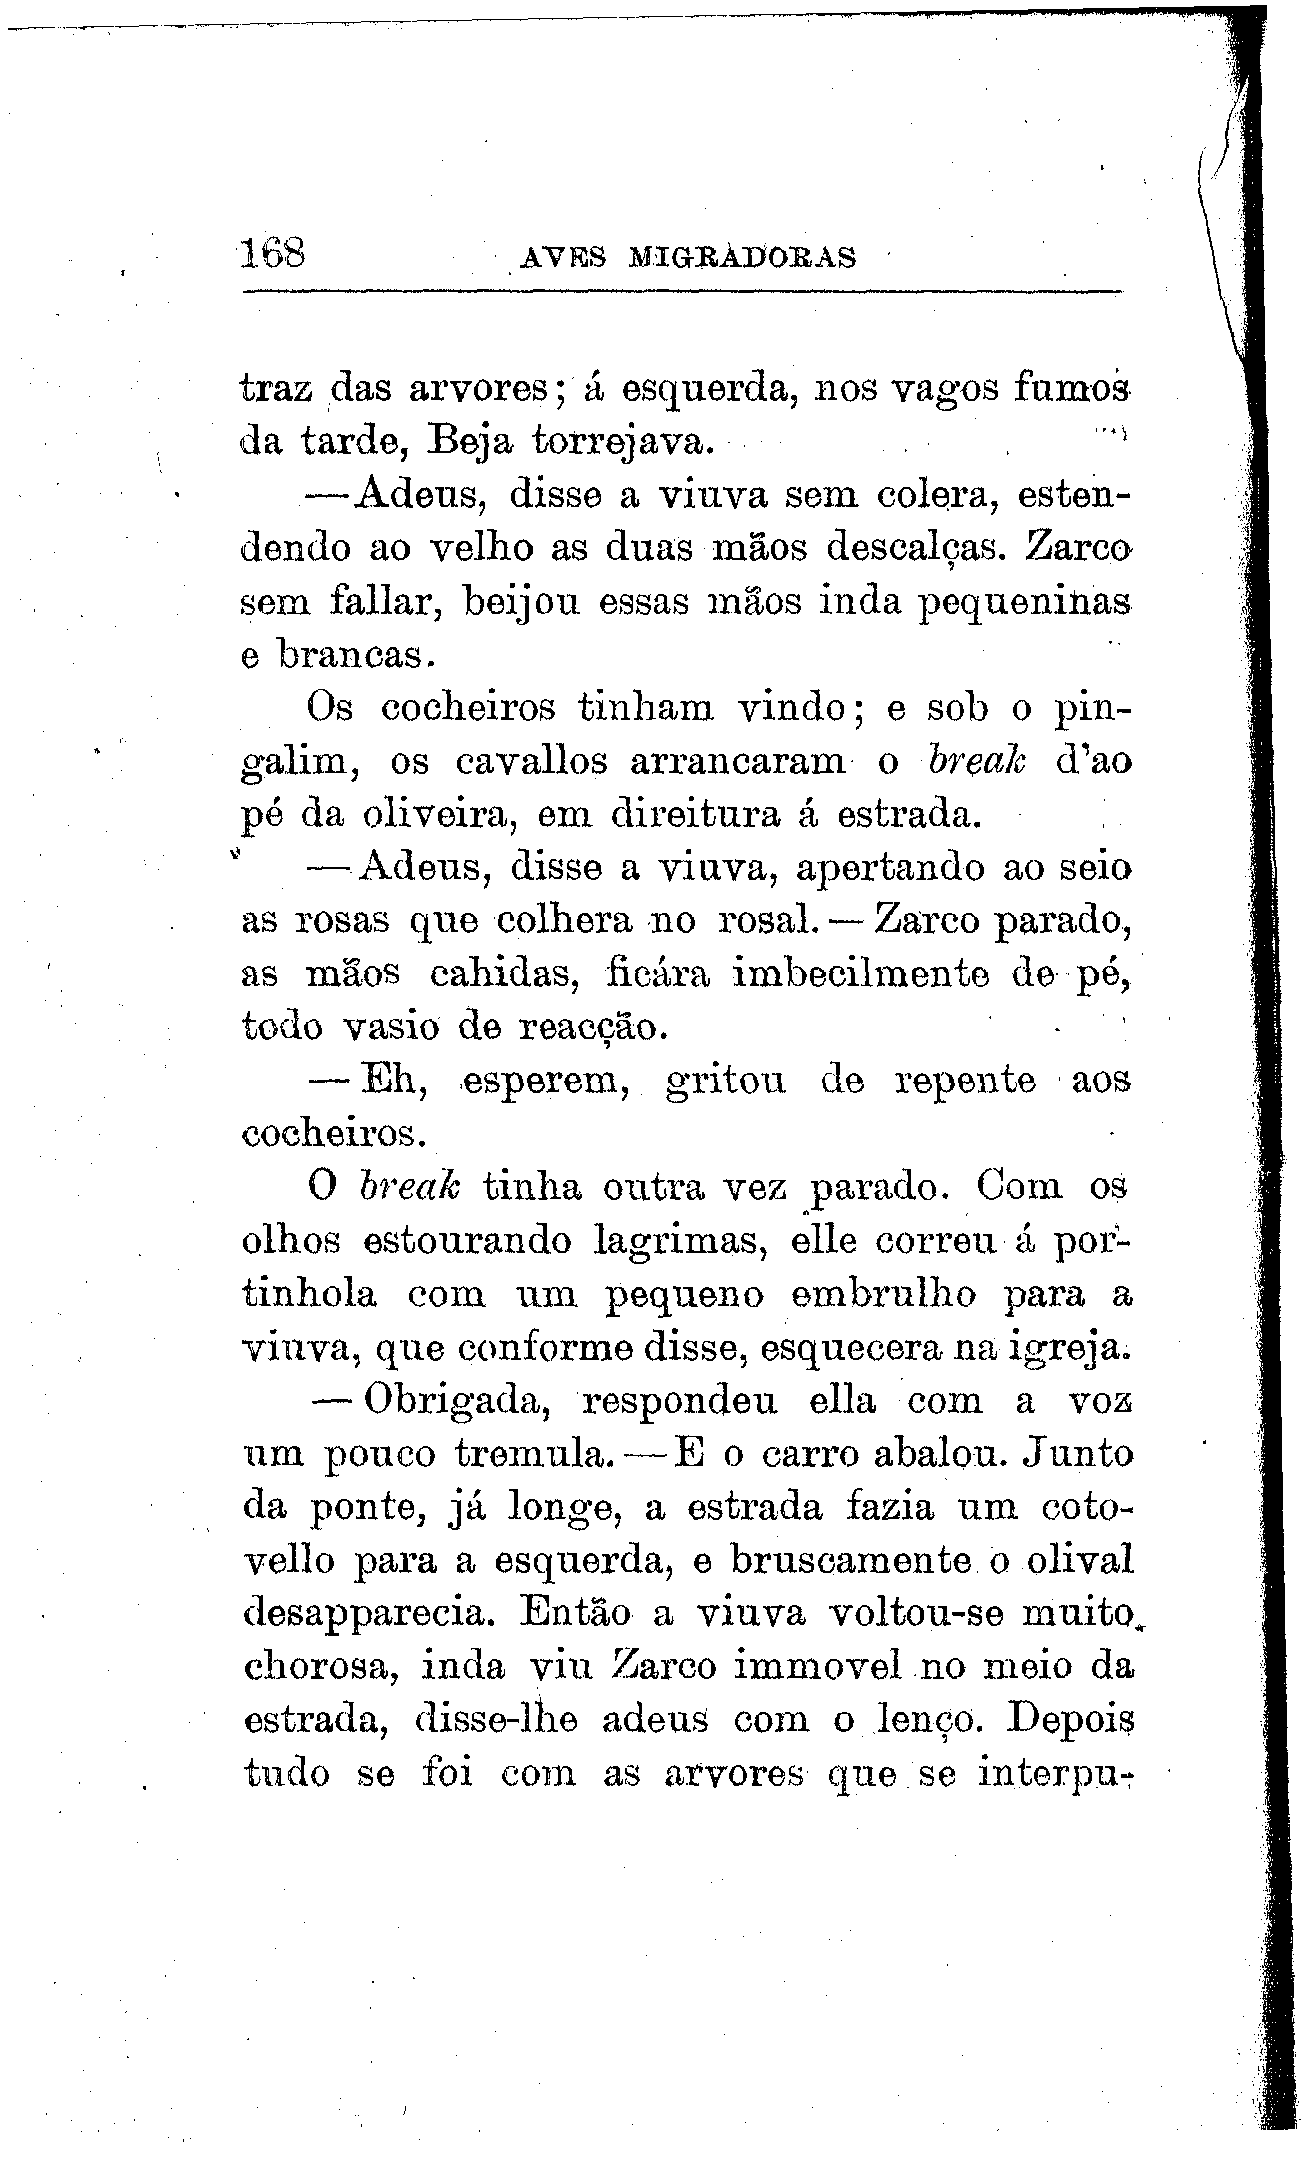 168 AVES MIGRADORAS
traz das arvores; á esquerda, nos vagos fumos
da tarde, Beja torrejava.
—Adeus, disse a viuva sem colera, esten-
dendo ao velho as duas mãos descalças. Zarco
sem fallar, beijou essas mãos inda pequeninas
e brancas.
Os cocheiros tinham vindo; e sob o pin-
galim, os cavallos arrancaram o break d'ao
pé da oliveira, em direitura á estrada.
—Adeus, disse a viuva, apertando ao seio
as rosas que colhera no rosal.—Zarco parado,
as mãos cahidas, ficára imbecilmente de pé,
todo vasio de reacção.
—Eh, esperem, gritou de repente aos
cocheiros.
O break tinha outra vez parado. Com os
olhos estourando lagrimas, elle correu á por-
tinhola com um pequeno embrulho para a
viuva, que conforme disse, esquecera na igreja.
—Obrigada, respondeu ella com a voz
um pouco tremula.—E o carro abalou. Junto
da ponte, já longe, a estrada fazia um coto-
vello para a esquerda, e bruscamente o olival
desapparecia. Então a viuva voltou-se muito
chorosa, inda viu Zarco immovel no meio da
estrada, disse-lhe adeus com o lenço. Depois
tudo se foi com as arvores que se interpu-